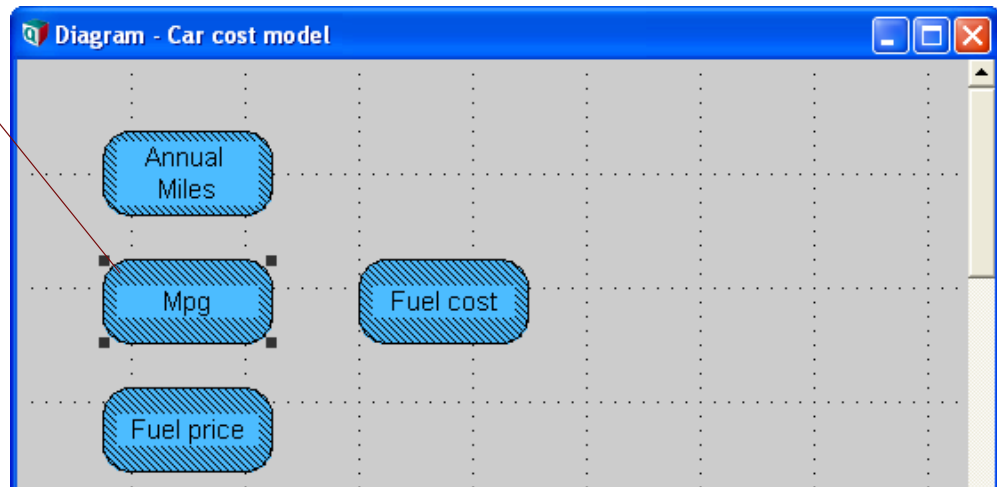 Diagram - Car cost model
Annual
Miles
Mpg
Fuel cost
Fuel price